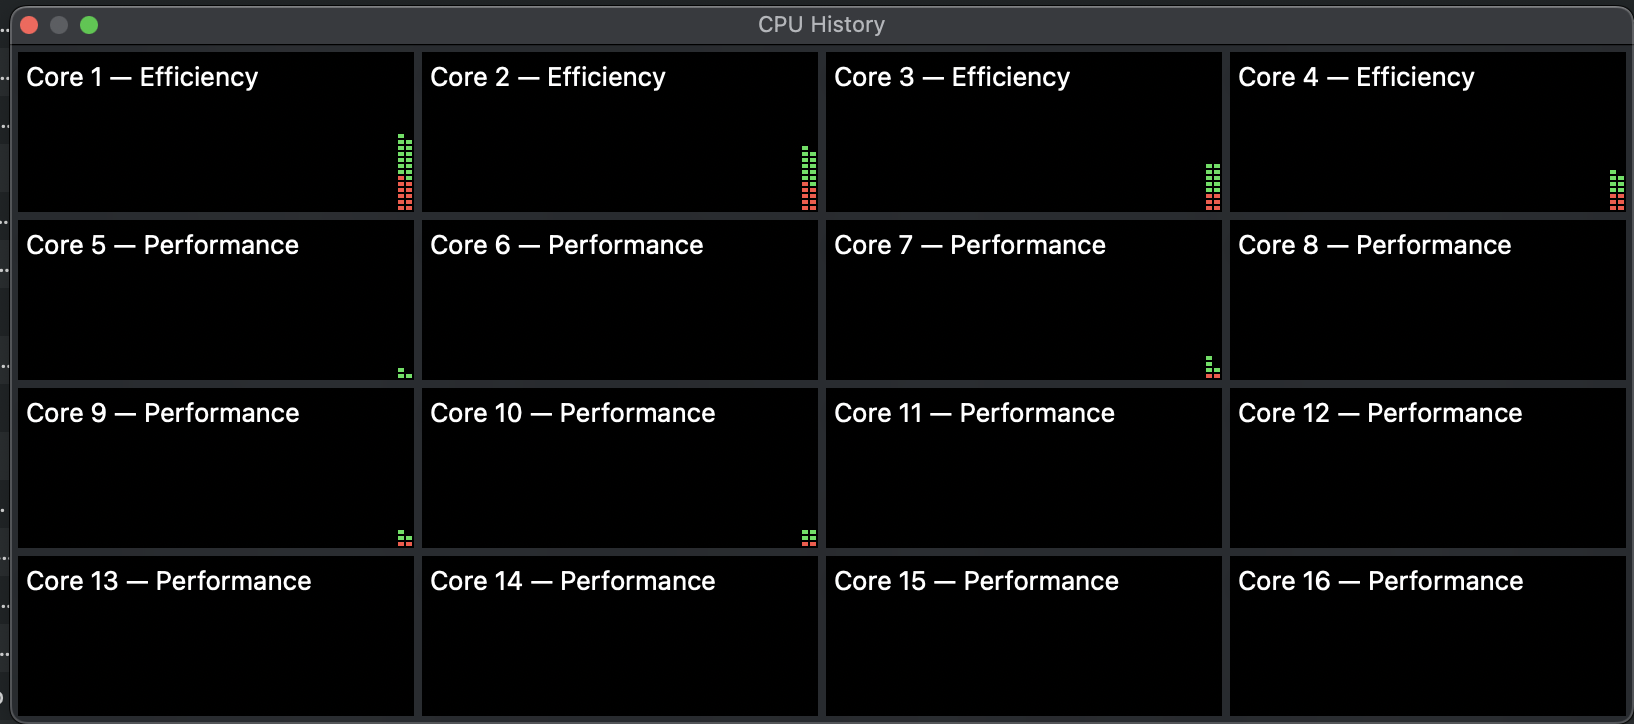 CPU History
Core 1 — Efficiency
Core 2 — Efficiency
Core 3 — Efficiency
Core 4 — Efficiency
Core 5 — Performance
Core 6 — Performance
Core 7 — Performance
Core 8 — Performance
Core 9 — Performance
Core 10 — Performance
Core 11 — Performance
Core 12 — Performance
Core 13 — Performance
Core 14 — Performance
Core 15 — Performance
Core 16 — Performance